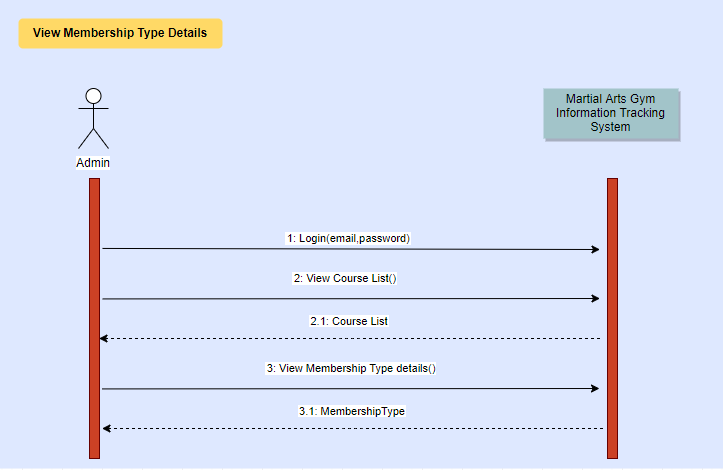 View Membership Type Details
Martial Arts Gym
Information Tracking
System
Admin
1: Login(email,password)
2: View Course List()
2.1: Course List
3: View Membership Type details()
3.1: MembershipType